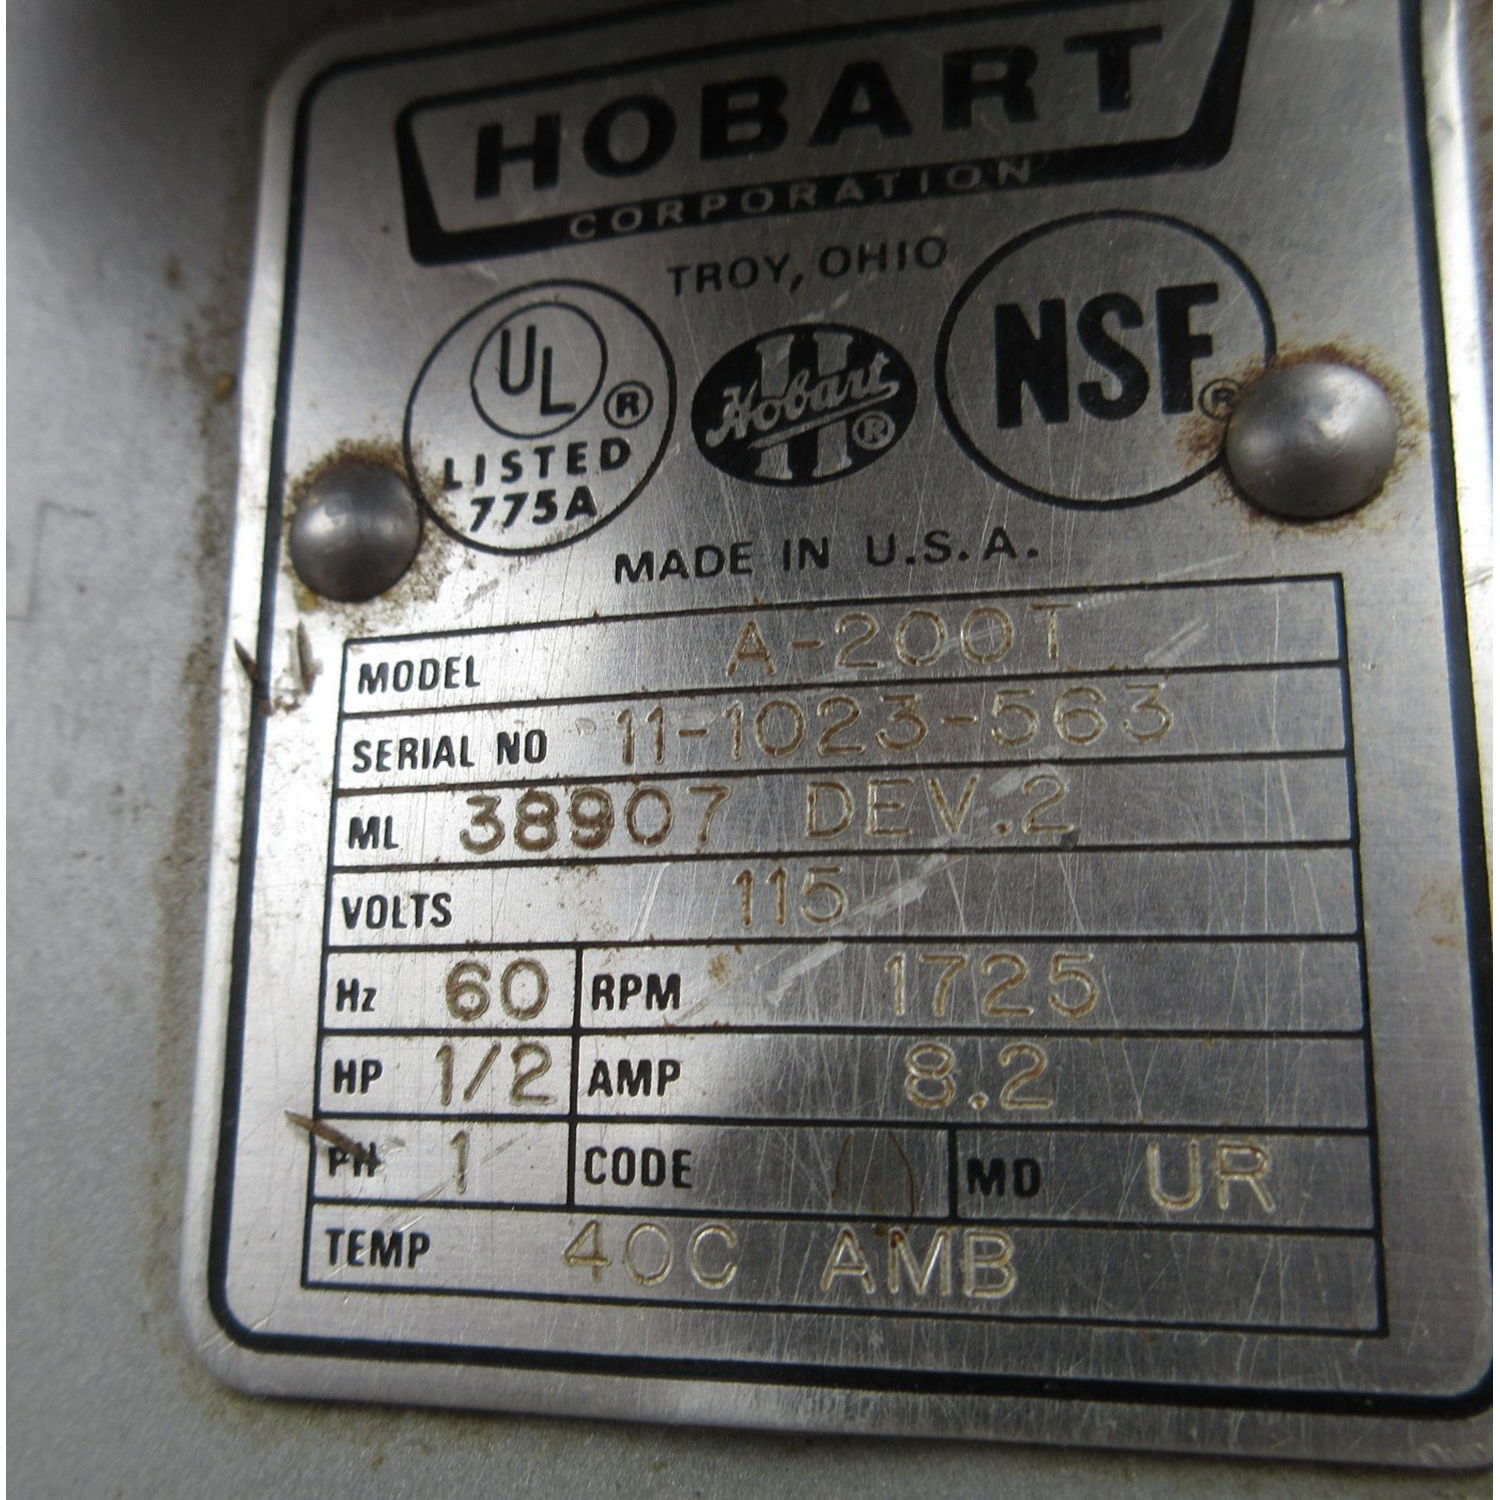 HOBART
CORPORATION
TROY, OHIO
UL ®
LISTED
775A
Hobart ®
NSF ®
MADE IN U.S.A.
MODEL A-200T
SERIAL NO 11-1023-563
ML 38907 DEV.2
VOLTS 115
Hz 60 RPM 1725
HP 1/2 AMP 8.2
PH 1 CODE MD UR
TEMP 40C AMB